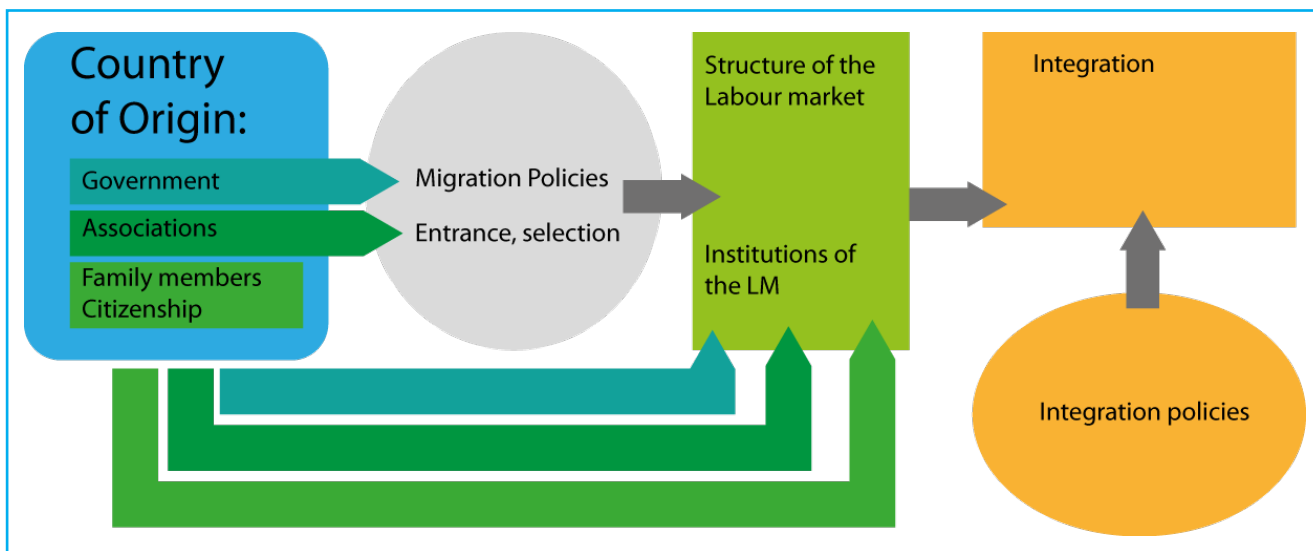 Country
of Origin:
Government
Associations
Family members
Citizenship
Migration Policies
Entrance, selection
Structure of the
Labour market
Institutions of
the LM
Integration
Integration policies